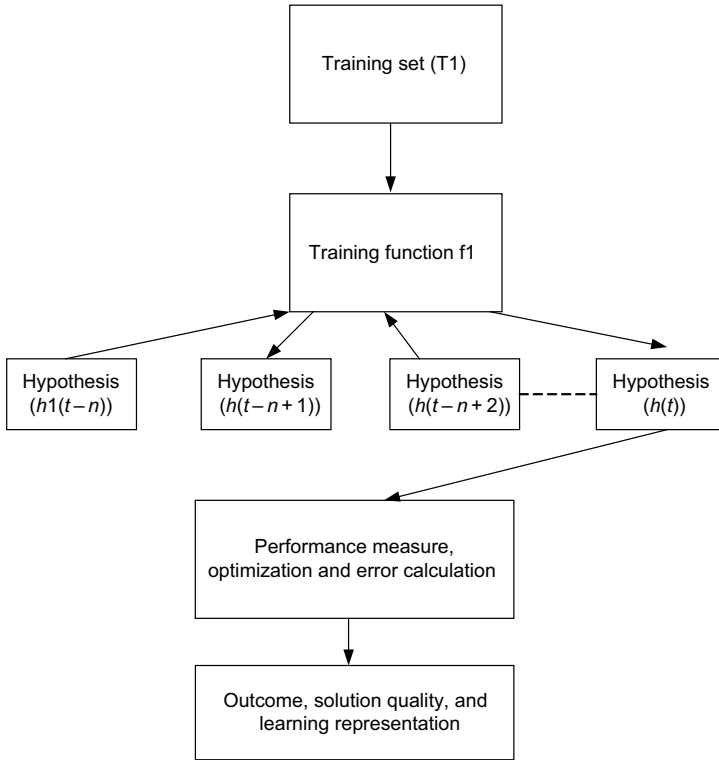 Training set (T1)
Training function f1
Hypothesis
(h1(t–n))
Hypothesis
(h(t–n+1))
Hypothesis
(h(t–n+2))
Hypothesis
(h(t))
Performance measure,
optimization and error calculation
Outcome, solution quality, and
learning representation